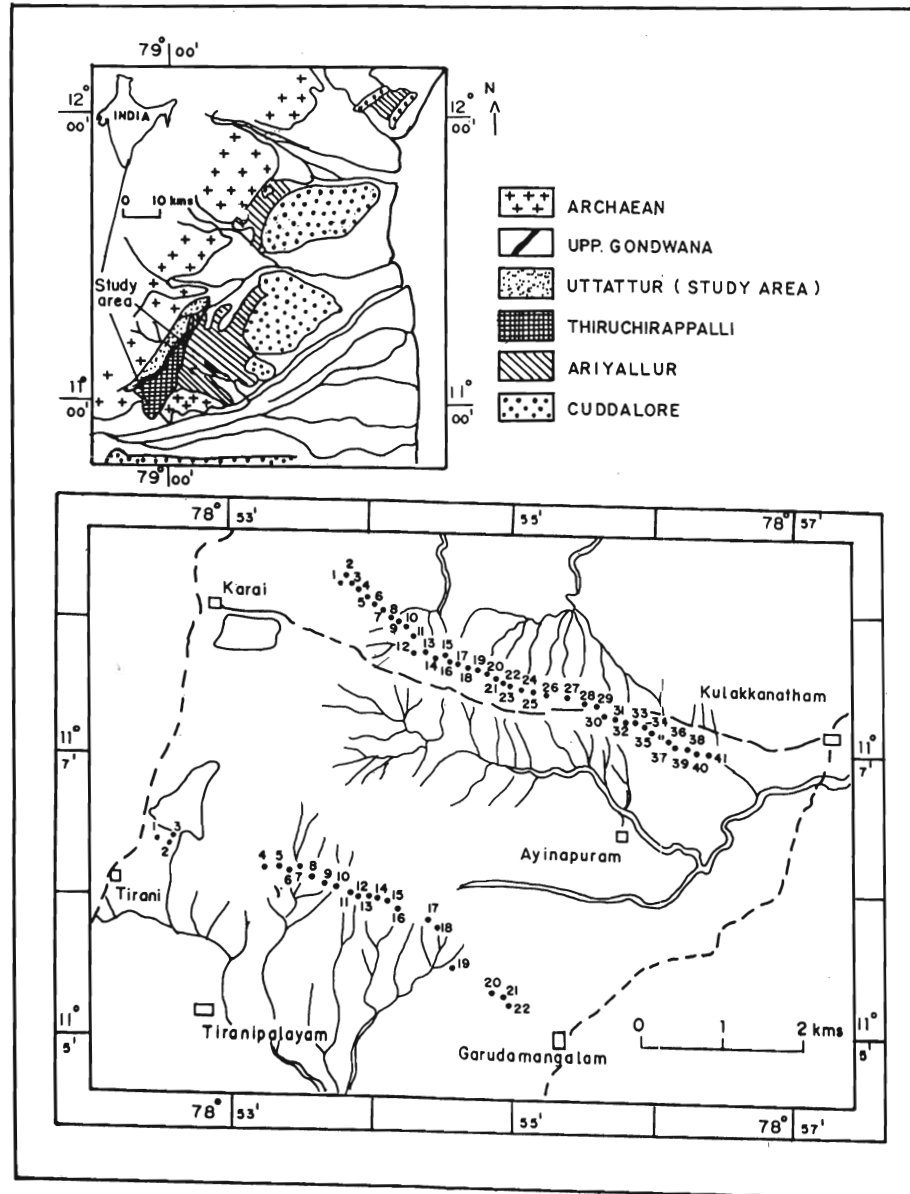 79° 00'
12° 00'
INDIA
12° 00'
N
0 10 kms
Study area
11° 00'
11° 00'
79° 00'
ARCHAEAN
UPP. GONDWANA
UTTATTUR ( STUDY AREA )
THIRUCHIRAPPALLI
ARIYALLUR
CUDDALORE
78° 53'
55'
78° 57'
Karai
1 2 3 4 5 6 7 8 9 10 11 12 13 14 15 16 17 18 19 20 21 22 23 24 25 26 27 28 29 30 31 32 33 34 35 36 37 38 39 40 41
Kulakkanatham
11° 7'
11° 7'
Ayinapuram
Tirani
1 2 3 4 5 6 7 8 9 10 11 12 13 14 15 16 17 18 19 20 21 22
Tiranipalayam
Garudamangalam
0 1 2 kms
11° 5'
11° 5'
78° 53'
55'
78° 57'